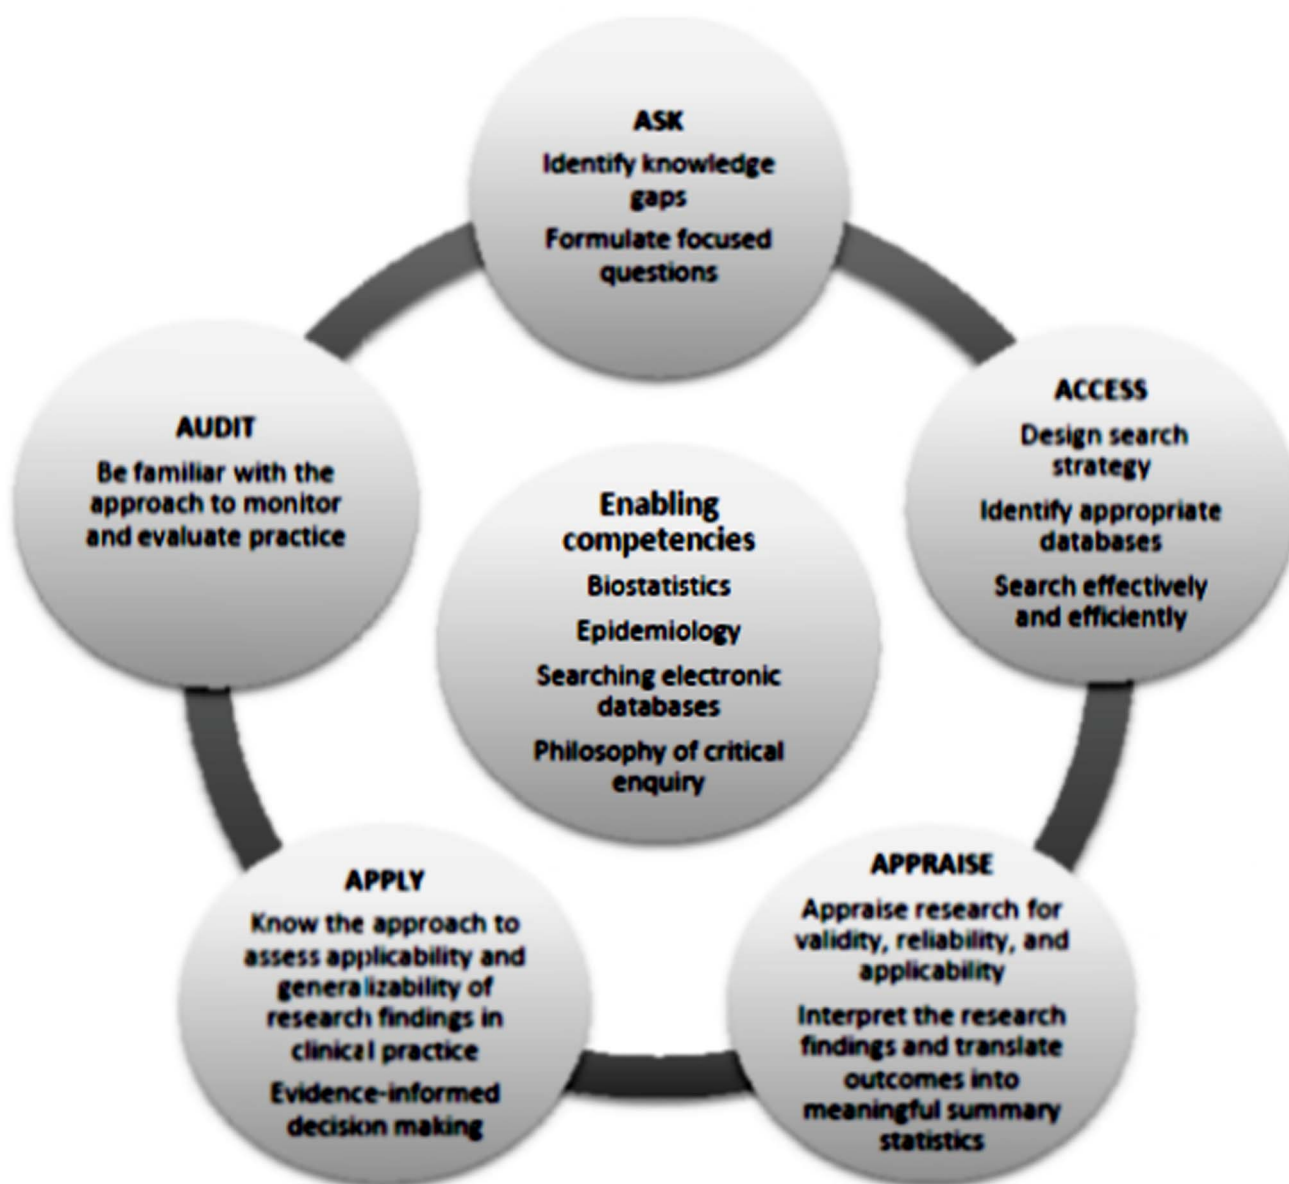 ASK
Identify knowledge
gaps
Formulate focused
questions
ACCESS
Design search
strategy
Identify appropriate
databases
Search effectively
and efficiently
APPRAISE
Appraise research for
validity, reliability, and
applicability
Interpret the research
findings and translate
outcomes into
meaningful summary
statistics
APPLY
Know the approach to
assess applicability and
generalizability of
research findings in
clinical practice
Evidence-informed
decision making
AUDIT
Be familiar with the
approach to monitor
and evaluate practice
Enabling
competencies
Biostatistics
Epidemiology
Searching electronic
databases
Philosophy of critical
enquiry